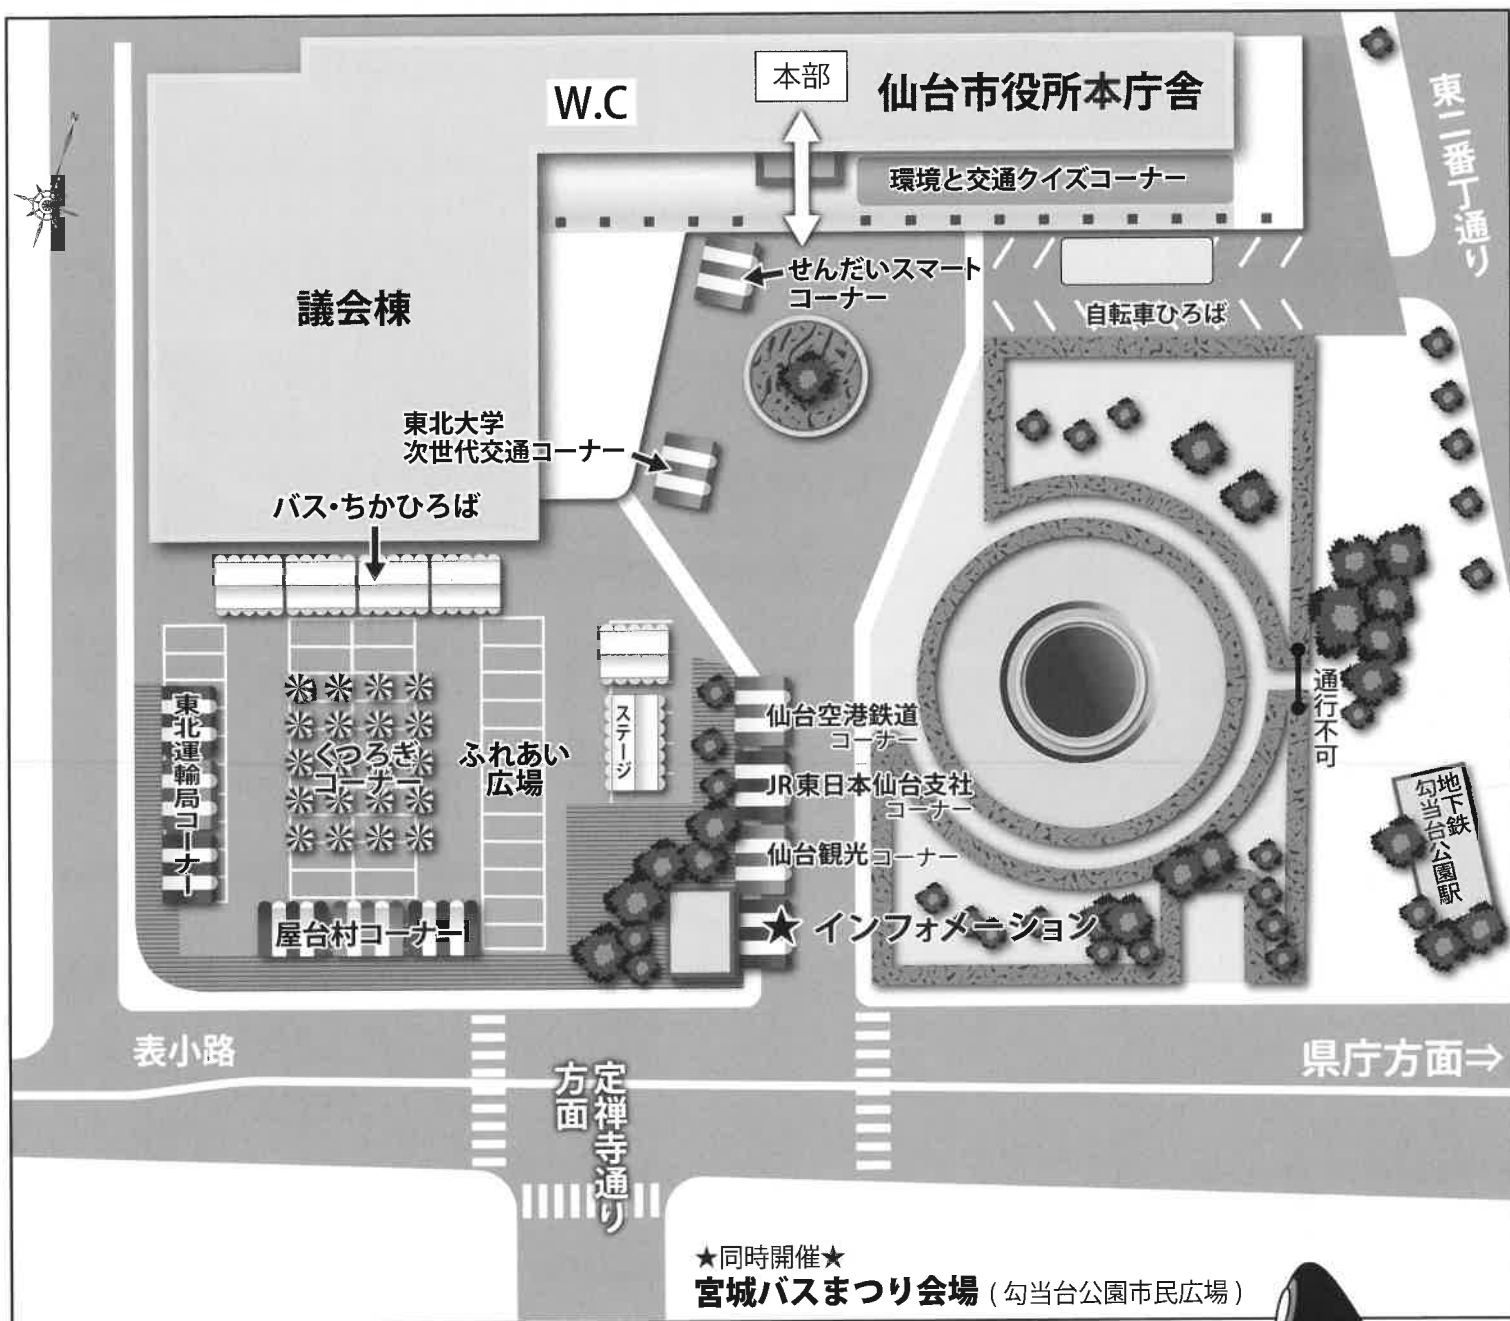 N
W.C
本部
仙台市役所本庁舎
環境と交通クイズコーナー
東二番丁通り
せんだいスマート
コーナー
自転車ひろば
議会棟
東北大学
次世代交通コーナー
バス・ちかひろば
東北運輸局コーナー
くつろぎ
コーナー
ふれあい
広場
ステージ
仙台空港鉄道
コーナー
JR東日本仙台支社
コーナー
仙台観光コーナー
通行不可
地下鉄
勾当台公園駅
屋台村コーナー
★インフォメーション
表小路
県庁方面⇒
定禅寺通り
方面
★同時開催★
宮城バスまつり会場(勾当台公園市民広場)